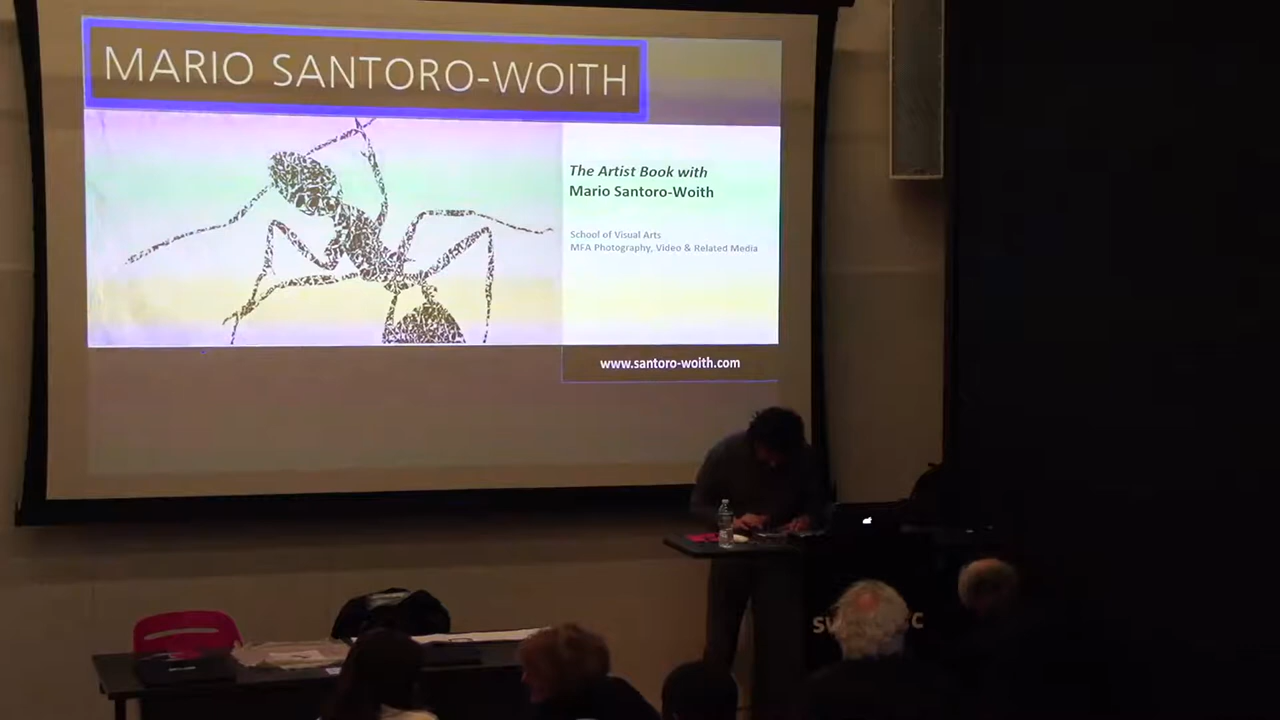 MARIO SANTORO-WOITH
The Artist Book with
Mario Santoro-Woith
School of Visual Arts
MFA Photography, Video & Related Media
www.santoro-woith.com